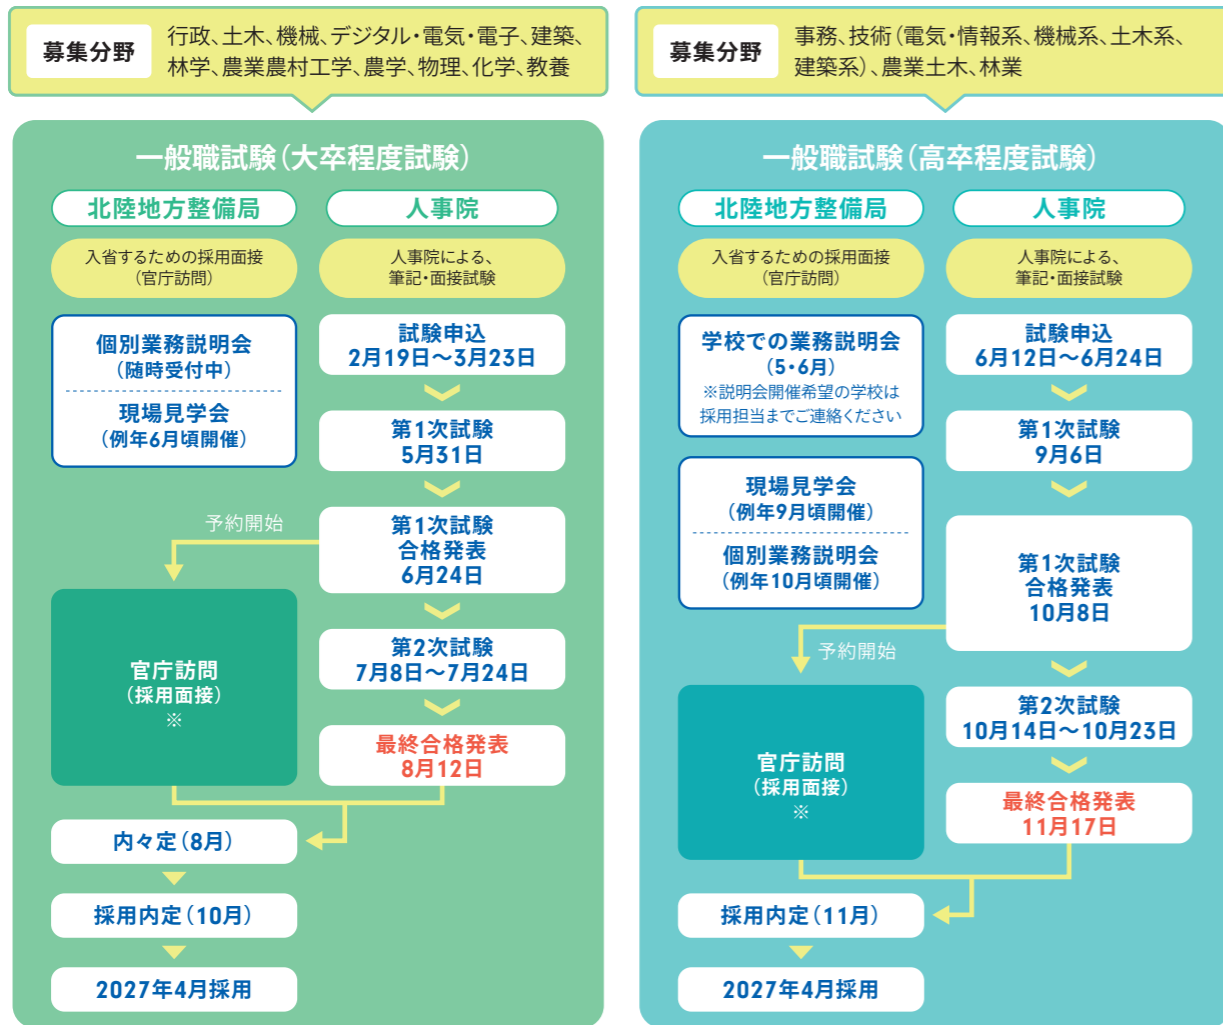 募集分野
行政、土木、機械、デジタル・電気・電子、建築、
林学、農業農村工学、農学、物理、化学、教養
一般職試験（大卒程度試験）
北陸地方整備局
入省するための採用面接
（官庁訪問）
個別業務説明会
（随時受付中）
現場見学会
（例年6月頃開催）
人事院
人事院による、
筆記・面接試験
試験申込
2月19日～3月23日
第1次試験
5月31日
第1次試験
合格発表
6月24日
予約開始
官庁訪問
（採用面接）
※
第2次試験
7月8日～7月24日
最終合格発表
8月12日
内々定（8月）
採用内定（10月）
2027年4月採用
募集分野
事務、技術（電気・情報系、機械系、土木系、
建築系）、農業土木、林業
一般職試験（高卒程度試験）
北陸地方整備局
入省するための採用面接
（官庁訪問）
学校での業務説明会
（5・6月）
※説明会開催希望の学校は
採用担当までご連絡ください
現場見学会
（例年9月頃開催）
個別業務説明会
（例年10月頃開催）
人事院
人事院による、
筆記・面接試験
試験申込
6月12日～6月24日
第1次試験
9月6日
第1次試験
合格発表
10月8日
予約開始
官庁訪問
（採用面接）
※
第2次試験
10月14日～10月23日
最終合格発表
11月17日
採用内定（11月）
2027年4月採用